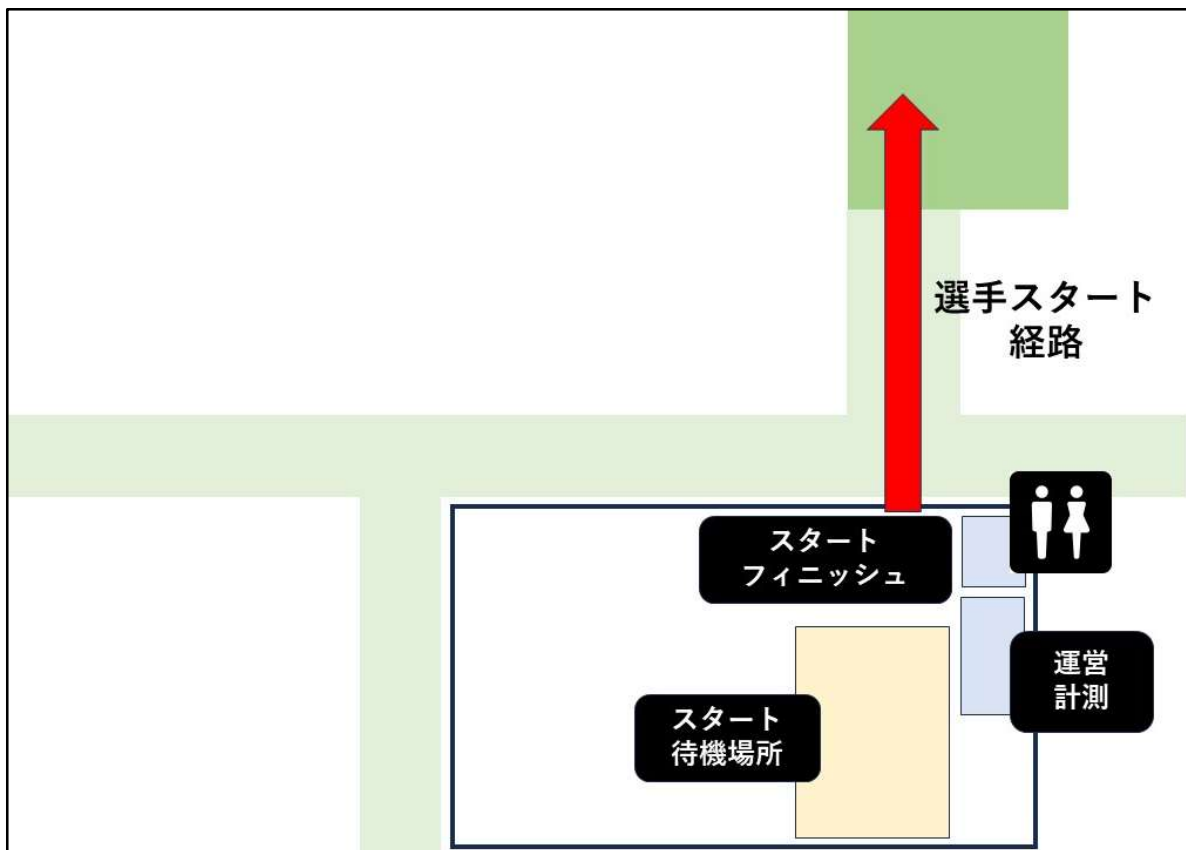 選手スタート
経路
スタート
フィニッシュ
運営
計測
スタート
待機場所